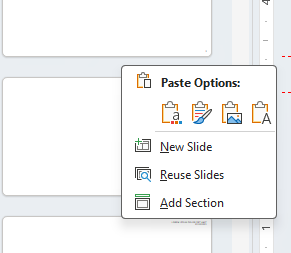 Paste Options:
New Slide
Reuse Slides
Add Section